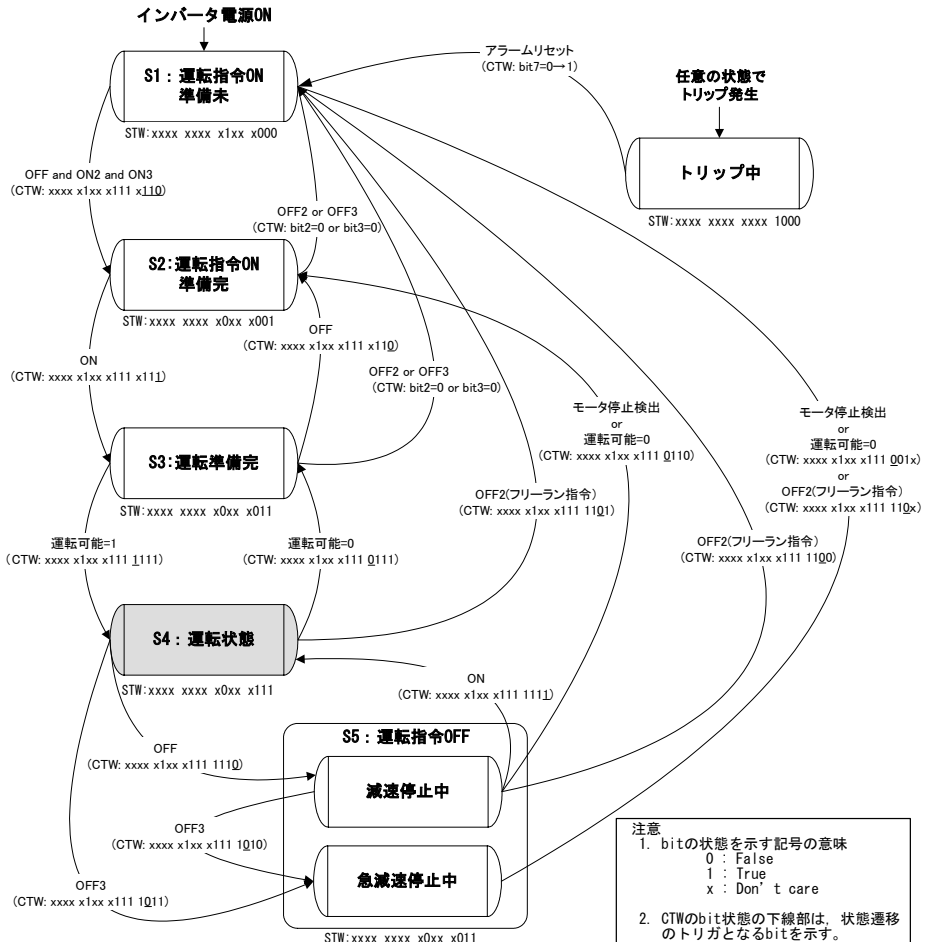 インバータ電源ON
S1：運転指令ON
準備未
STW:xxxx xxxx x1xx x000
アラームリセット
(CTW: bit7=0→1)
任意の状態で
トリップ発生
トリップ中
STW:xxxx xxxx xxxx 1000
OFF and ON2 and ON3
(CTW: xxxx x1xx x111 x110)
OFF2 or OFF3
(CTW: bit2=0 or bit3=0)
S2:運転指令ON
準備完
STW:xxxx xxxx x0xx x001
ON
(CTW: xxxx x1xx x111 x111)
OFF
(CTW: xxxx x1xx x111 x110)
OFF2 or OFF3
(CTW: bit2=0 or bit3=0)
モータ停止検出
or
運転可能=0
(CTW: xxxx x1xx x111 0110)
モータ停止検出
or
運転可能=0
(CTW: xxxx x1xx x111 001x)
or
OFF2(フリーラン指令)
(CTW: xxxx x1xx x111 110x)
S3:運転準備完
STW:xxxx xxxx x0xx x011
OFF2(フリーラン指令)
(CTW: xxxx x1xx x111 1101)
OFF2(フリーラン指令)
(CTW: xxxx x1xx x111 1100)
運転可能=1
(CTW: xxxx x1xx x111 1111)
運転可能=0
(CTW: xxxx x1xx x111 0111)
S4：運転状態
STW:xxxx xxxx x0xx x111
ON
(CTW: xxxx x1xx x111 1111)
OFF
(CTW: xxxx x1xx x111 1110)
S5：運転指令OFF
減速停止中
OFF3
(CTW: xxxx x1xx x111 1010)
急減速停止中
OFF3
(CTW: xxxx x1xx x111 1011)
STW:xxxx xxxx x0xx x011
注意
1. bitの状態を示す記号の意味
0 : False
1 : True
x : Don't care
2. CTWのbit状態の下線部は、状態遷移
のトリガとなるbitを示す。